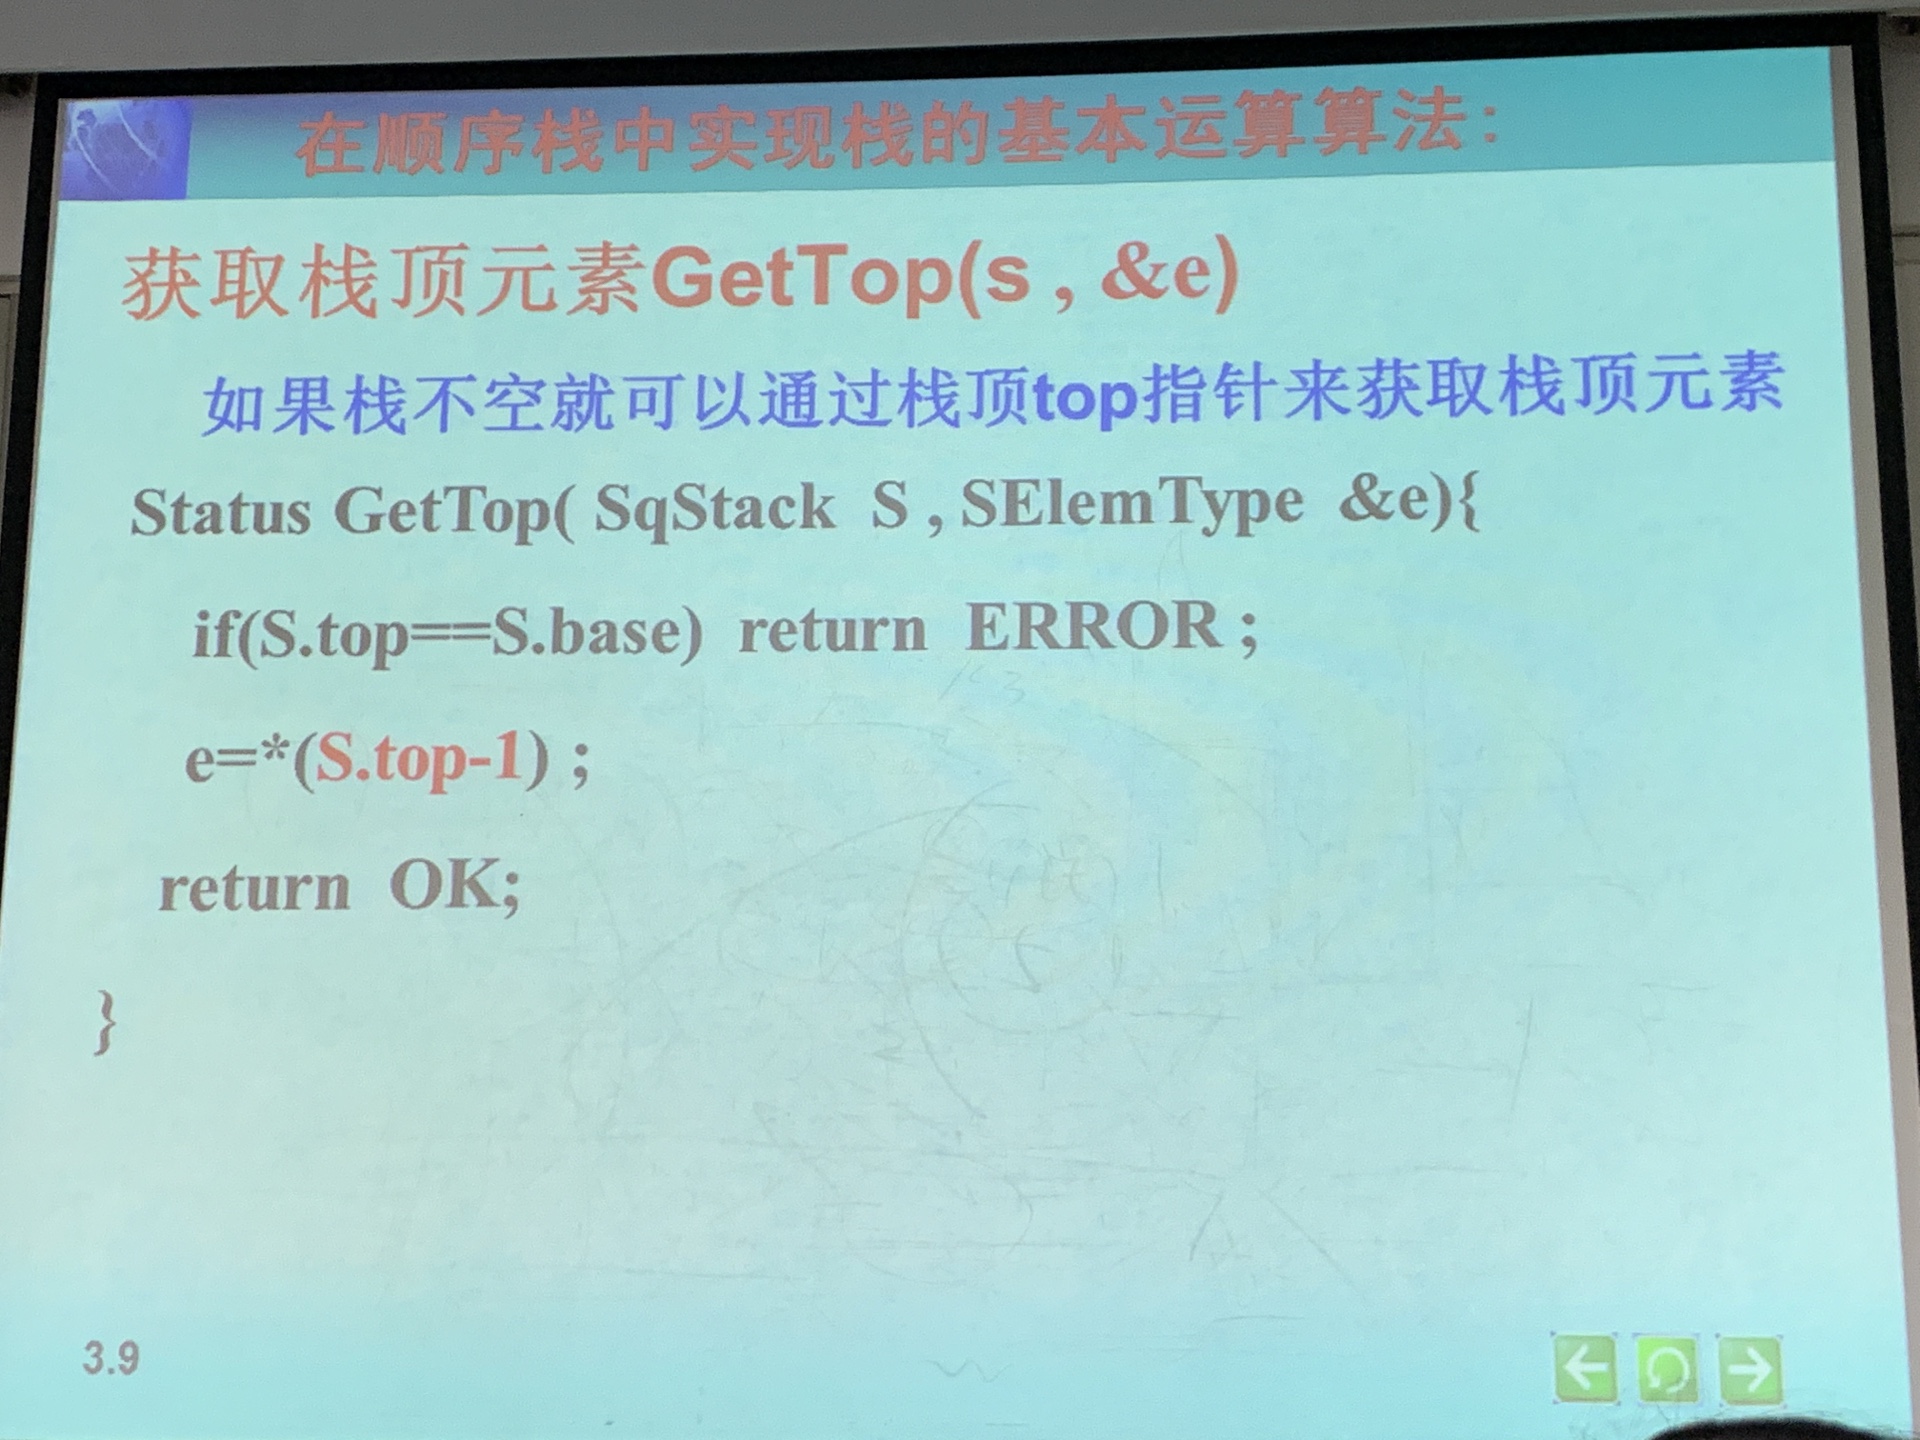 在顺序栈中实现栈的基本运算算法：
获取栈顶元素GetTop(s , &e)
如果栈不空就可以通过栈顶top指针来获取栈顶元素
Status GetTop( SqStack S , SElemType &e){
if(S.top==S.base) return ERROR ;
e=*(S.top-1) ;
return OK;
}
3.9